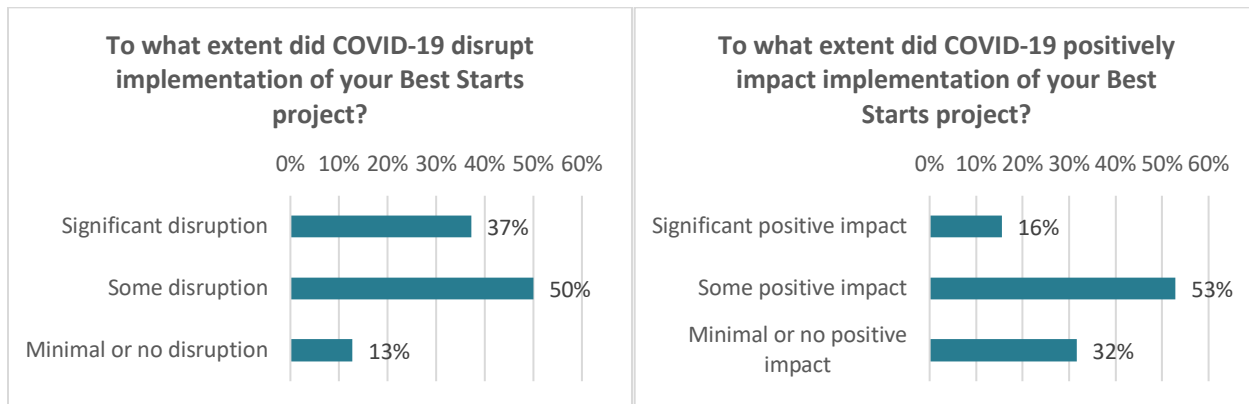 To what extent did COVID-19 disrupt
implementation of your Best Starts
project?
0% 10% 20% 30% 40% 50% 60%
Significant disruption 37%
Some disruption 50%
Minimal or no disruption 13%
To what extent did COVID-19 positively
impact implementation of your Best
Starts project?
0% 10% 20% 30% 40% 50% 60%
Significant positive impact 16%
Some positive impact 53%
Minimal or no positive
impact 32%